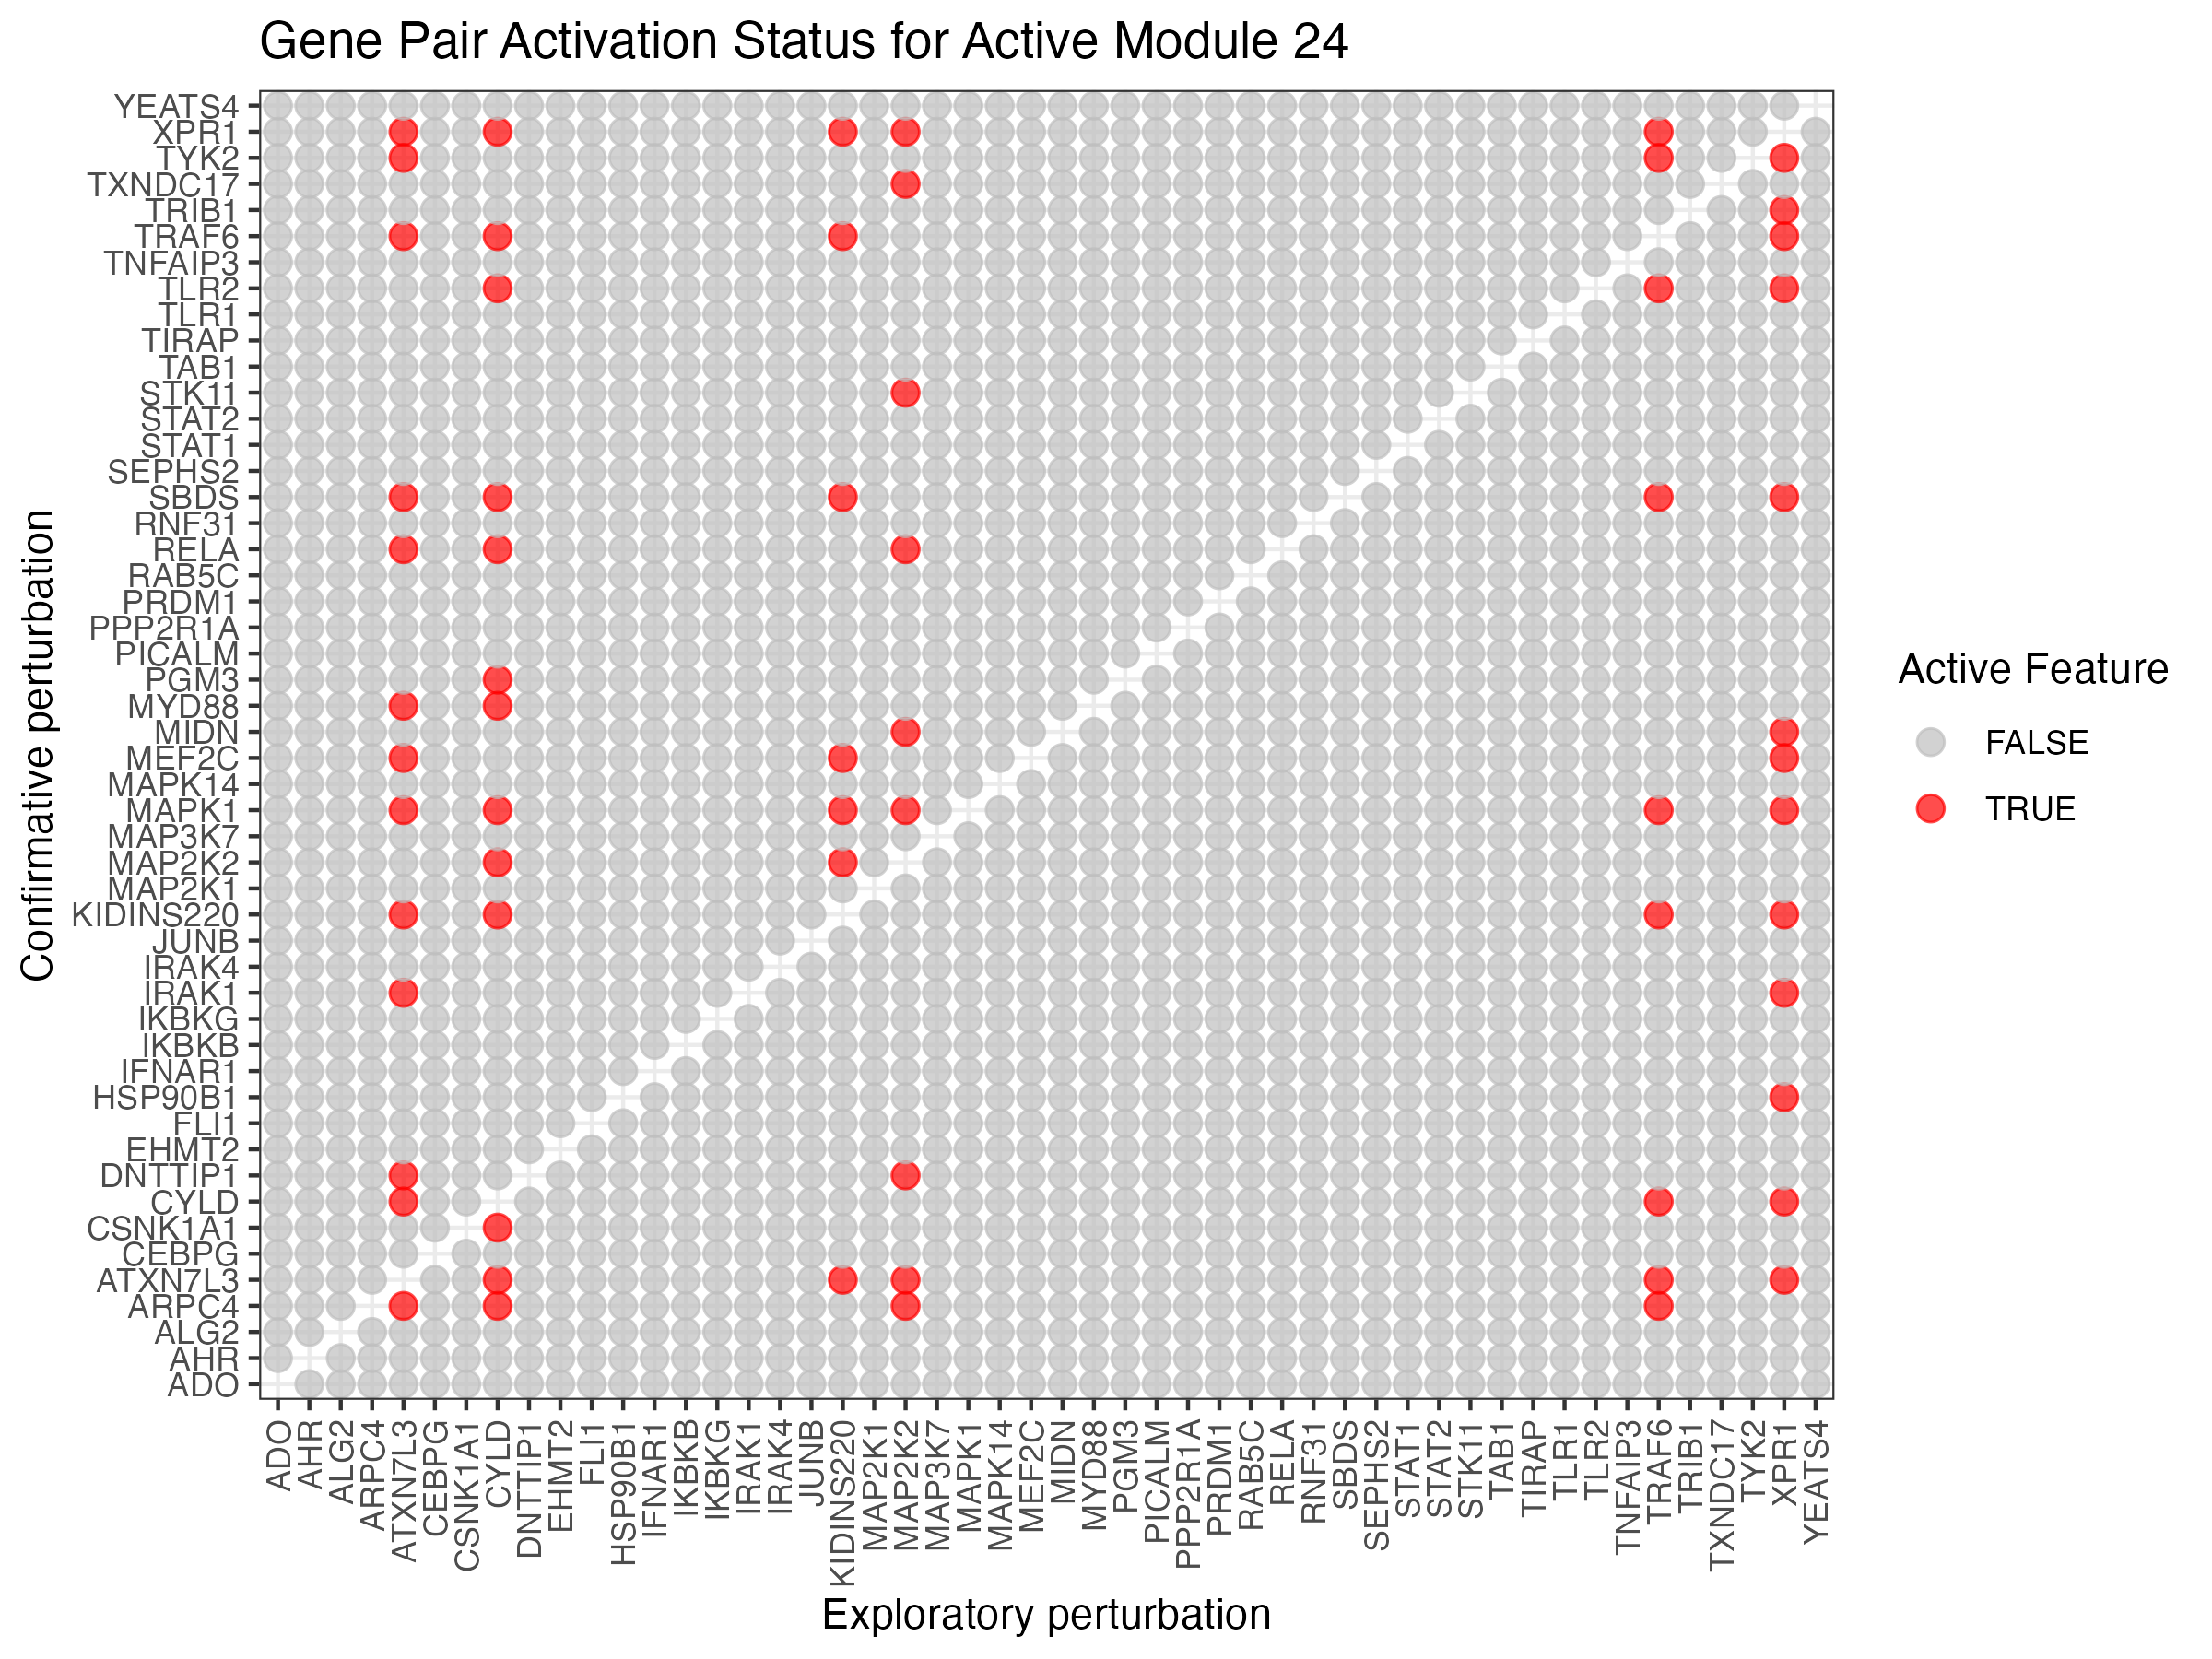 Gene Pair Activation Status for Active Module 24
Confirmative perturbation
YEATS4
XPR1
TYK2
TXNDC17
TRIB1
TRAF6
TNFAIP3
TLR2
TLR1
TIRAP
TAB1
STK11
STAT2
STAT1
SEPHS2
SBDS
RNF31
RELA
RAB5C
PRDM1
PPP2R1A
PICALM
PGM3
MYD88
MIDN
MEF2C
MAPK14
MAPK1
MAP3K7
MAP2K2
MAP2K1
KIDINS220
JUNB
IRAK4
IRAK1
IKBKG
IKBKB
IFNAR1
HSP90B1
FLI1
EHMT2
DNTTIP1
CYLD
CSNK1A1
CEBPG
ATXN7L3
ARPC4
ALG2
AHR
ADO
ADO
AHR
ALG2
ARPC4
ATXN7L3
CEBPG
CSNK1A1
CYLD
DNTTIP1
EHMT2
FLI1
HSP90B1
IFNAR1
IKBKB
IKBKG
IRAK1
IRAK4
JUNB
KIDINS220
MAP2K1
MAP2K2
MAP3K7
MAPK1
MAPK14
MEF2C
MIDN
MYD88
PGM3
PICALM
PPP2R1A
PRDM1
RAB5C
RELA
RNF31
SBDS
SEPHS2
STAT1
STAT2
STK11
TAB1
TIRAP
TLR1
TLR2
TNFAIP3
TRAF6
TRIB1
TXNDC17
TYK2
XPR1
YEATS4
Exploratory perturbation
Active Feature
FALSE
TRUE